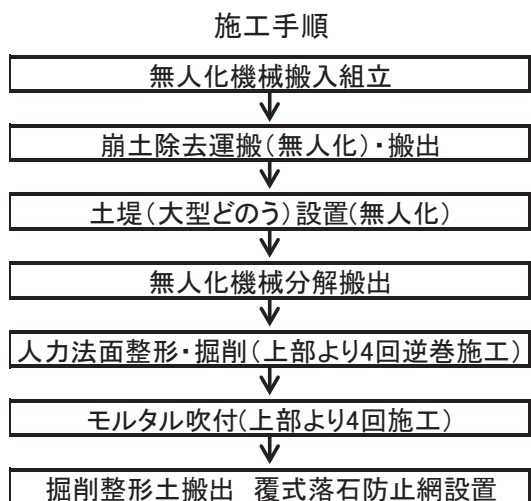 施工手順
無人化機械搬入組立
崩土除去運搬(無人化)・搬出
土堤(大型どのう)設置(無人化)
無人化機械分解搬出
人力法面整形・掘削(上部より4回逆巻施工)
モルタル吹付(上部より4回施工)
掘削整形土搬出　覆式落石防止網設置